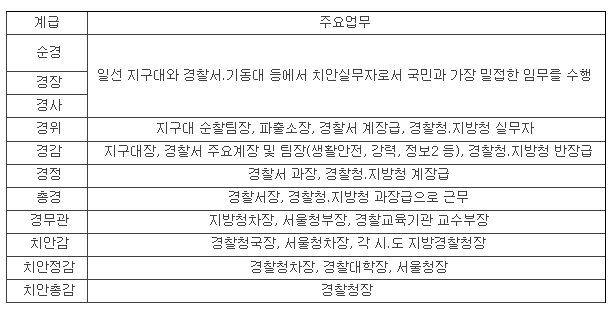 계급 주요업무
순경
경장
경사
일선 지구대와 경찰서.기동대 등에서 치안실무자로서 국민과 가장 밀접한 임무를 수행
경위 지구대 순찰팀장, 파출소장, 경찰서 계장급, 경찰청.지방청 실무자
경감 지구대장, 경찰서 주요계장 및 팀장(생활안전, 강력, 정보2 등), 경찰청.지방청 반장급
경정 경찰서 과장, 경찰청.지방청 계장급
총경 경찰서장, 경찰청.지방청 과장급으로 근무
경무관 지방청차장, 서울청부장, 경찰교육기관 교수부장
치안감 경찰청국장, 서울청차장, 각 시.도 지방경찰청장
치안정감 경찰청차장, 경찰대학장, 서울청장
치안총감 경찰청장